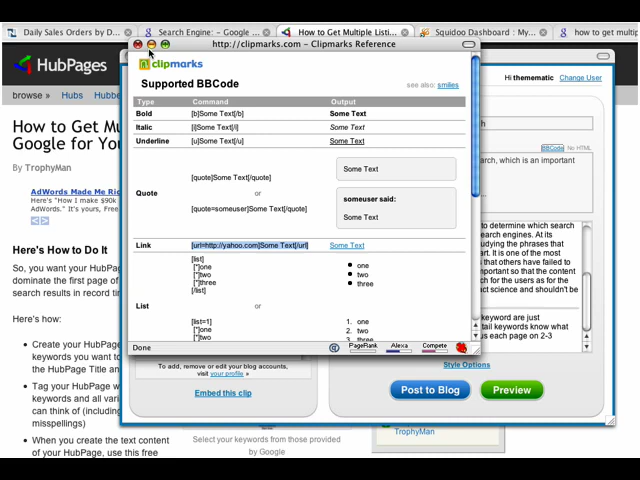 Daily Sales Orders by D...
Search Engine: – Google ...
How to Get Multiple Listi...
Squidoo Dashboard : My...
how to get multip
http://clipmarks.com – Clipmarks Reference
HubPages
clipmarks
Hi thematic Change User
Supported BBCode
see also: smiles
browse » Hubs Hubbe
Type Command Output
Bold [b]Some Text[/b] Some Text
Italic [i]Some Text[/i] Some Text
Underline [u]Some Text[/u] Some Text
How to Get Mu
Google for You
By TrophyMan
BBCode No HTML
search, which is an important
[quote]Some Text[/quote] Some Text
Quote or
[quote=someuser]Some Text[/quote]
someuser said:
Some Text
AdWords Made Me Ric
Here's "How I make $90k
AdWords." It's yours, Free
to determine which search
search engines. At its
studying the phrases that
rt. It is one of the most
s that others have failed to
important so that the content
ch for the users as for the
ct science and shouldn't be
Here's How to Do it
Link [url=http://yahoo.com]Some Text[/url] Some Text
So, you want your HubPage
dominate the first page of
search results in record tim
[list]
[*]one
[*]two
[*]three
[/list]
one
two
three
Here's how:
List or
[list=1]
[*]one
[*]two
1. one
2. two
3. three
keyword are just
tail keywords know what
us each page on 2-3
Done
PageRank Alexa Compete
Create your HubPage w
keywords you want to
the HubPage Title an
Tag your HubPage w
keywords and all varia
can think of (including
misspellings)
When you create the text content
of your HubPage, use this free
To add, remove or edit your blog accounts,
visit your profile »
Embed this clip
Style Options
Post to Blog Preview
Select your keywords from those provided
by Google
TrophyMan